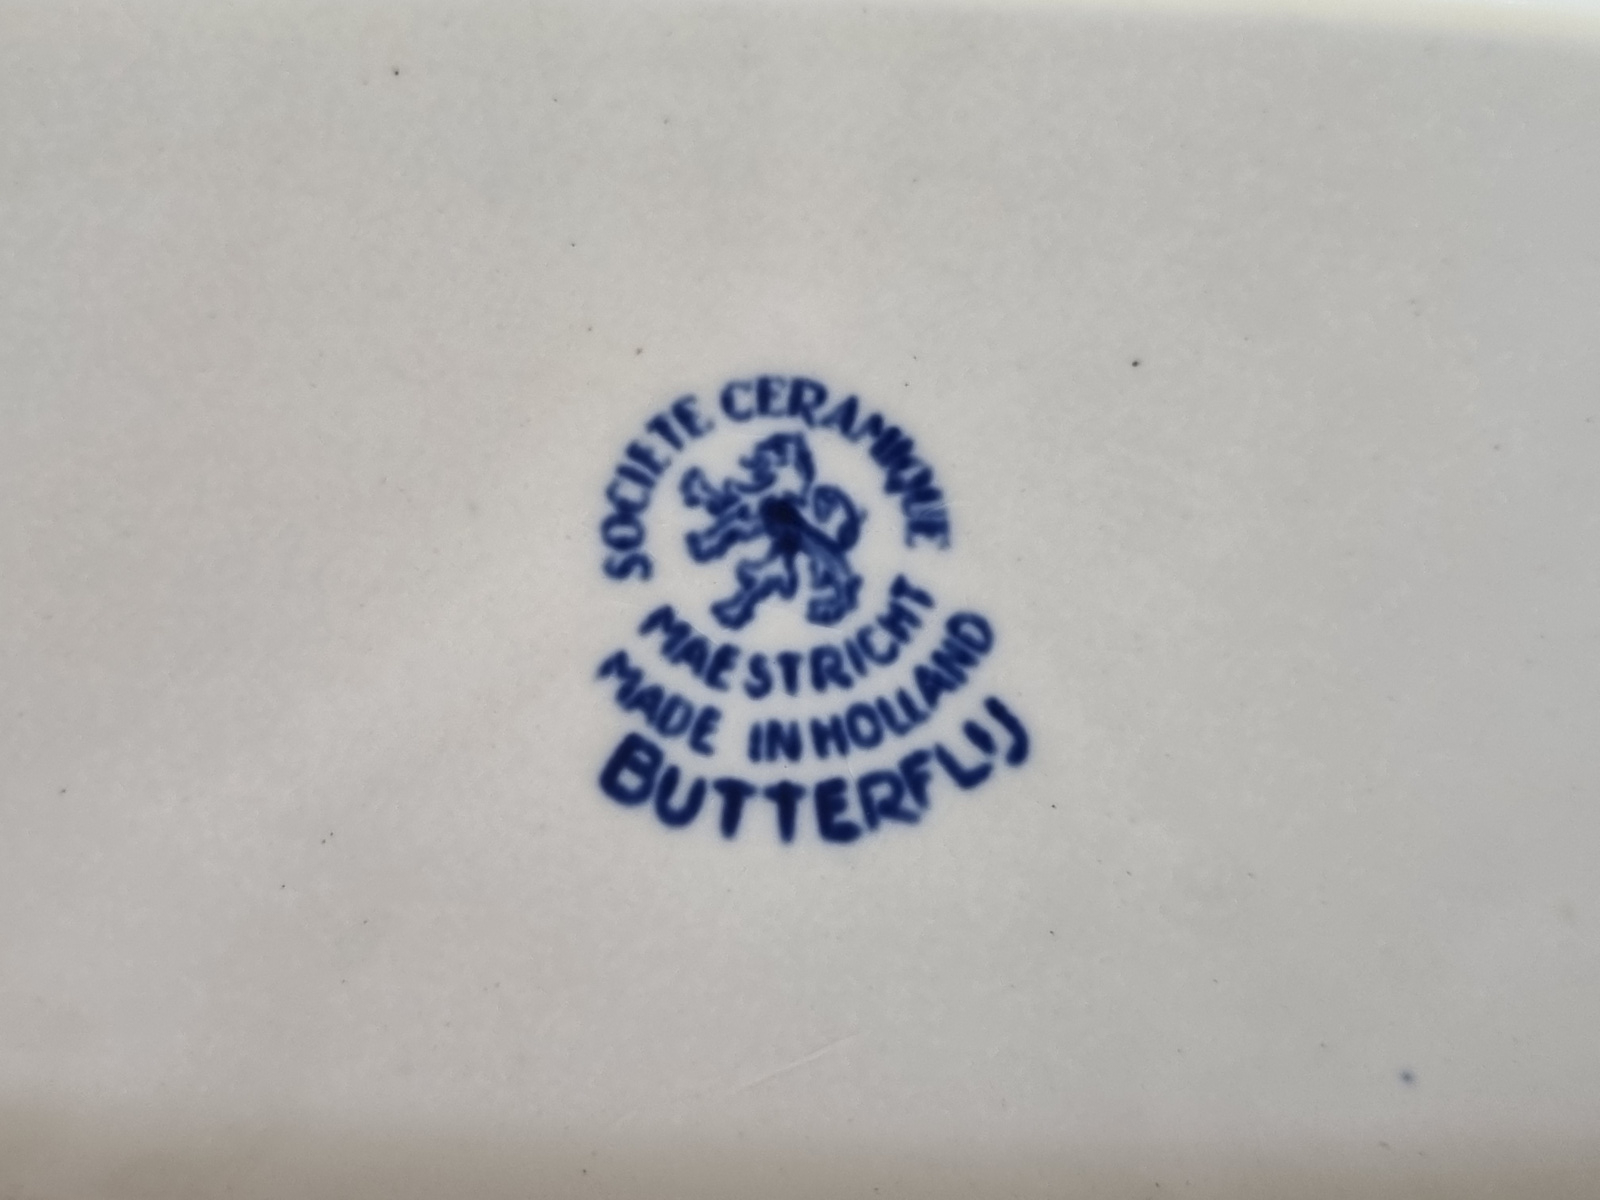 SOCIETE CERAMIQUE
MAESTRICHT
MADE IN HOLLAND
BUTTERFLIJ